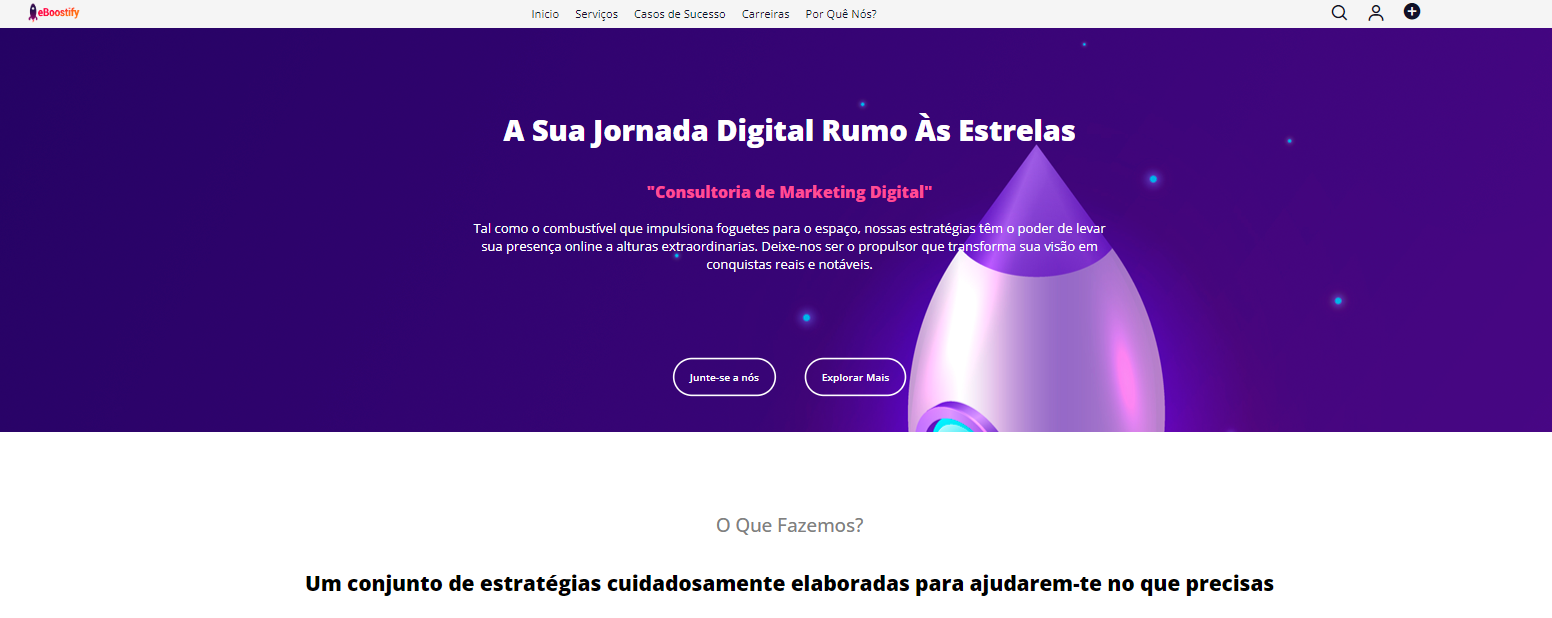 eBoostify
Inicio Serviços Casos de Sucesso Carreiras Por Quê Nós?
A Sua Jornada Digital Rumo Às Estrelas
"Consultoria de Marketing Digital"
Tal como o combustível que impulsiona foguetes para o espaço, nossas estratégias têm o poder de levar
sua presença online a alturas extraordinarias. Deixe-nos ser o propulsor que transforma sua visão em
conquistas reais e notáveis.
Junte-se a nós Explorar Mais
O Que Fazemos?
Um conjunto de estratégias cuidadosamente elaboradas para ajudarem-te no que precisas